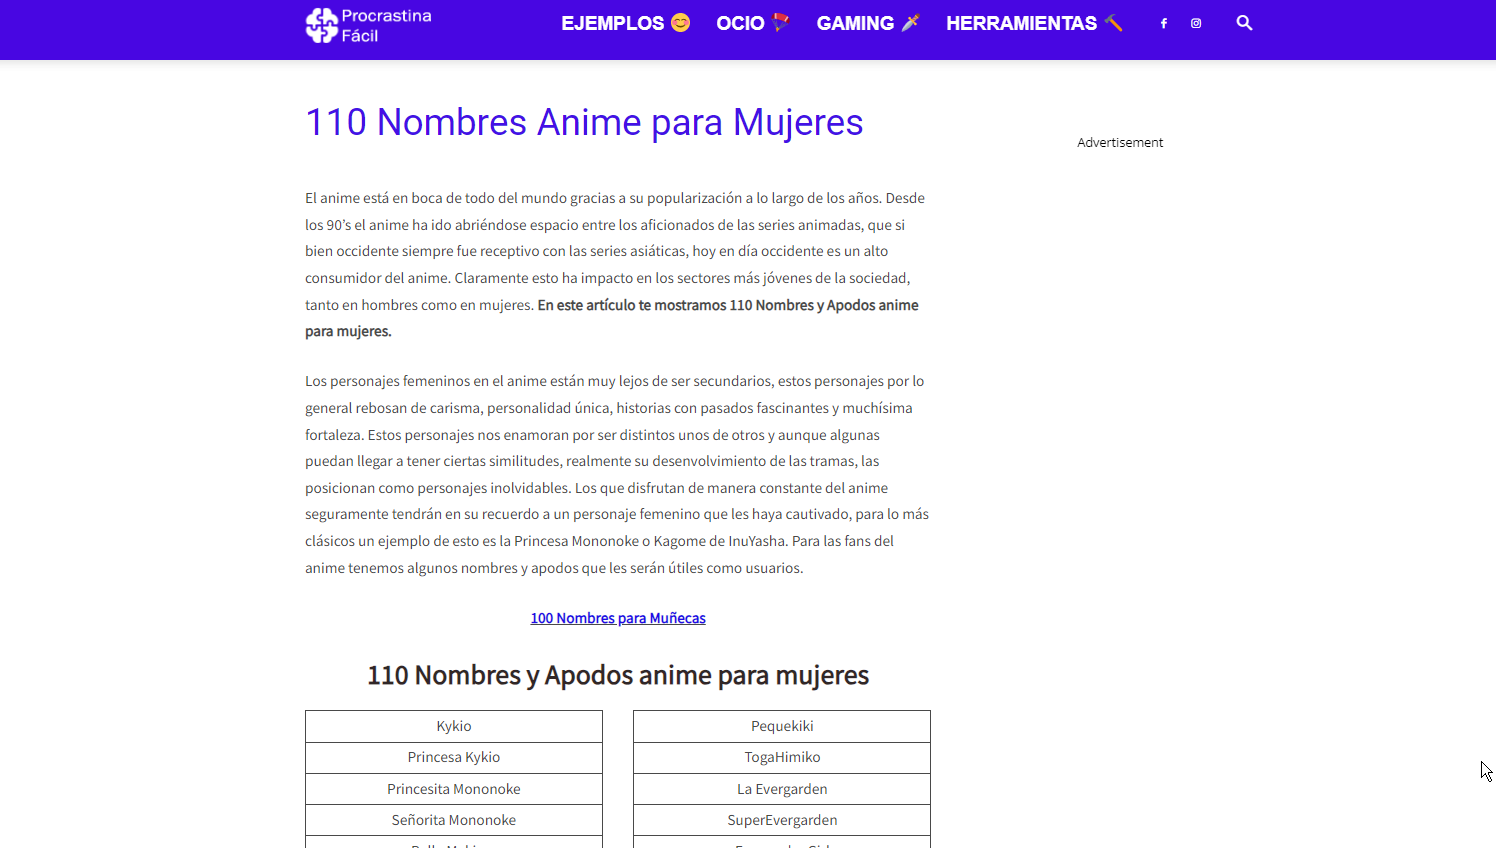 Procrastina
Fácil
EJEMPLOS 😊 OCIO 🪭 GAMING 🗡️ HERRAMIENTAS 🔨
110 Nombres Anime para Mujeres
Advertisement
El anime está en boca de todo del mundo gracias a su popularización a lo largo de los años. Desde
los 90’s el anime ha ido abriéndose espacio entre los aficionados de las series animadas, que si
bien occidente siempre fue receptivo con las series asiáticas, hoy en día occidente es un alto
consumidor del anime. Claramente esto ha impacto en los sectores más jóvenes de la sociedad,
tanto en hombres como en mujeres. En este artículo te mostramos 110 Nombres y Apodos anime
para mujeres.
Los personajes femeninos en el anime están muy lejos de ser secundarios, estos personajes por lo
general rebosan de carisma, personalidad única, historias con pasados fascinantes y muchísima
fortaleza. Estos personajes nos enamoran por ser distintos unos de otros y aunque algunas
puedan llegar a tener ciertas similitudes, realmente su desenvolvimiento de las tramas, las
posicionan como personajes inolvidables. Los que disfrutan de manera constante del anime
seguramente tendrán en su recuerdo a un personaje femenino que les haya cautivado, para lo más
clásicos un ejemplo de esto es la Princesa Mononoke o Kagome de InuYasha. Para las fans del
anime tenemos algunos nombres y apodos que les serán útiles como usuarios.
100 Nombres para Muñecas
110 Nombres y Apodos anime para mujeres
Kykio Pequekiki
Princesa Kykio TogaHimiko
Princesita Mononoke La Evergarden
Señorita Mononoke SuperEvergarden